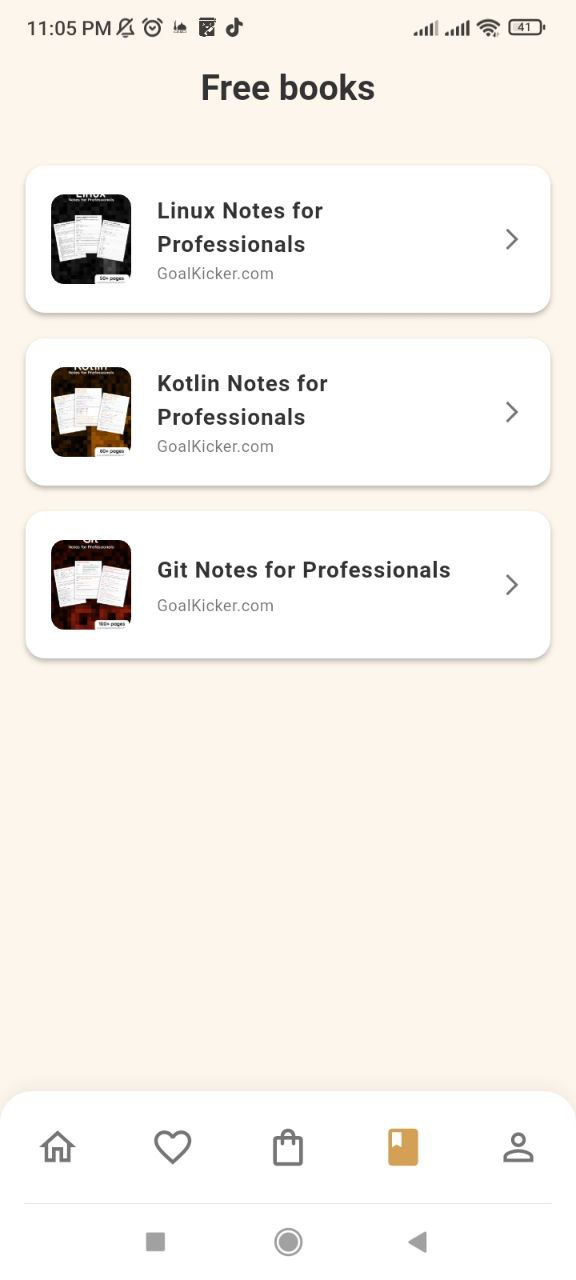 11:05 PM
41
Free books
Linux
Notes for Professionals
50+ pages
Linux Notes for
Professionals
GoalKicker.com
Kotlin
Notes for Professionals
80+ pages
Kotlin Notes for
Professionals
GoalKicker.com
Git
Notes for Professionals
100+ pages
Git Notes for Professionals
GoalKicker.com